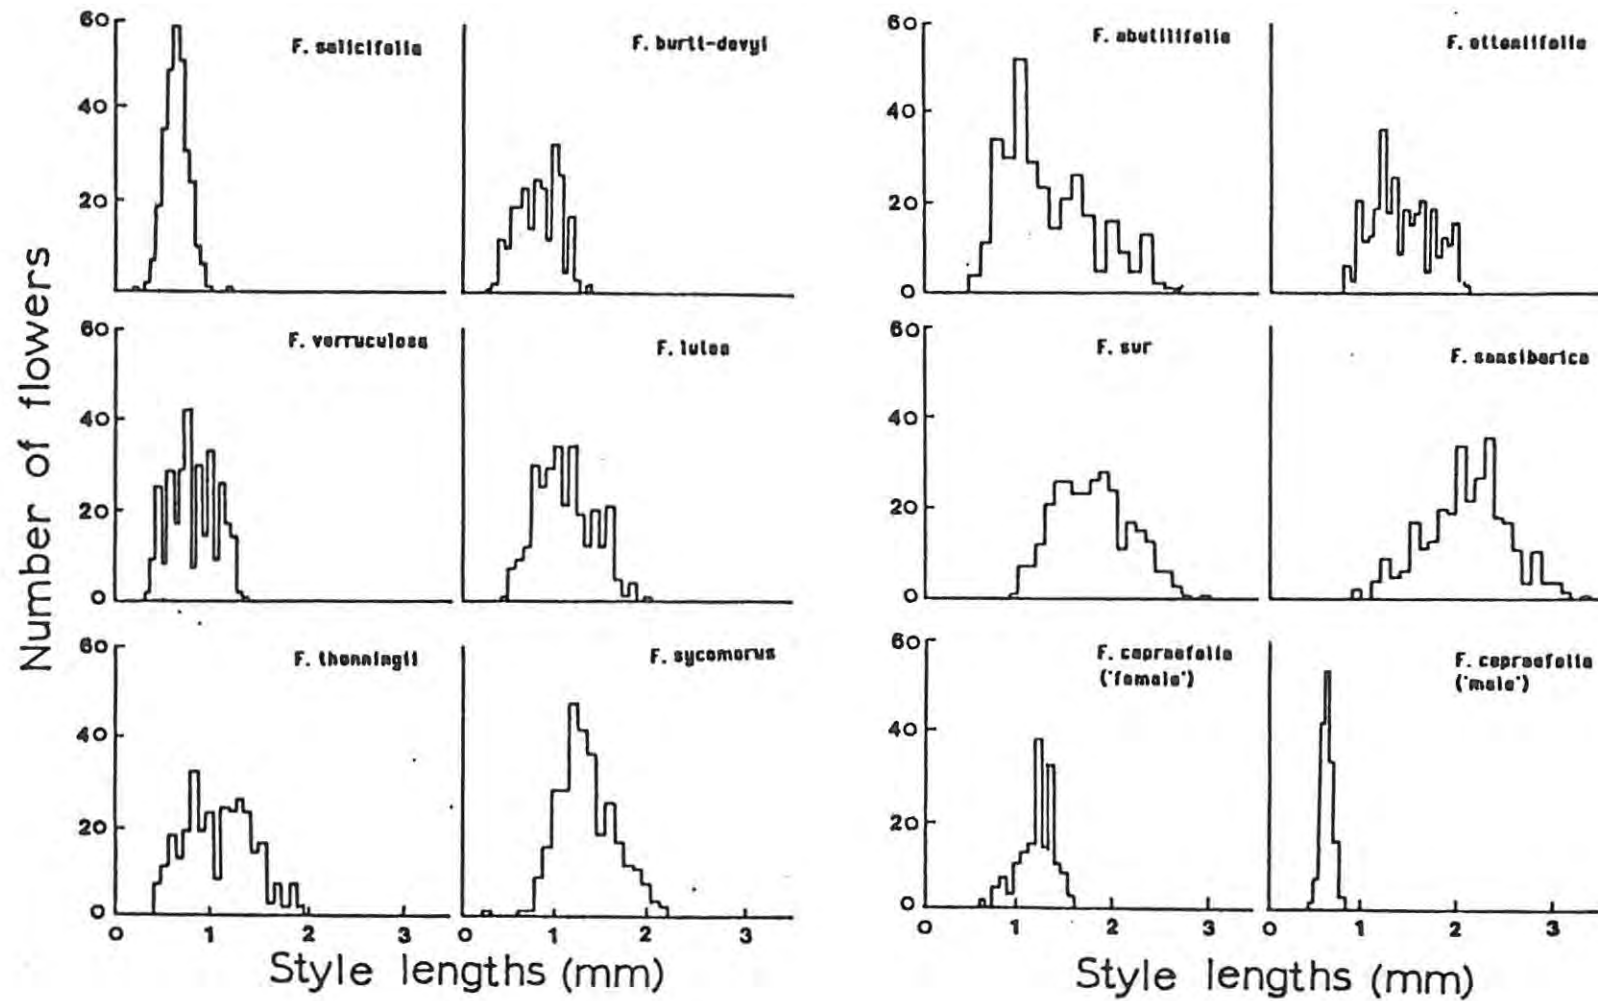 Number of flowers
60
40
20
F. salicifolia
F. burtt-davyi
60
40
20
0
F. verruculosa
F. lutea
60
40
20
0
F. thonningii
F. sycomorus
0 1 2 3
0 1 2 3
Style lengths (mm)
60
40
20
0
F. abutilifolia
F. ottoniifolia
60
40
20
0
F. sur
F. sansibarica
60
40
20
0
F. capraefolia
('female')
F. capraefolia
('male')
0 1 2 3
0 1 2 3
Style lengths (mm)